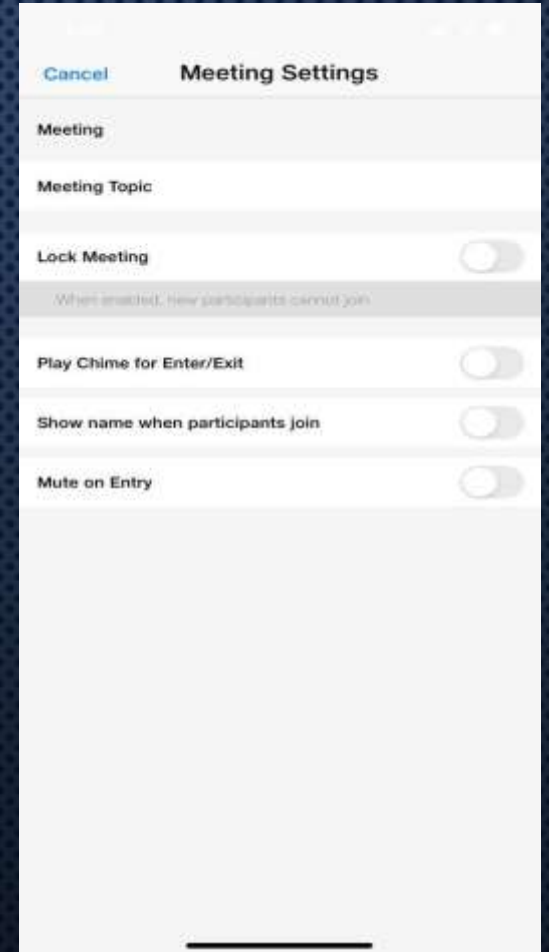 Cancel Meeting Settings
Meeting
Meeting Topic
Lock Meeting
When enabled, new participants cannot join
Play Chime for Enter/Exit
Show name when participants join
Mute on Entry